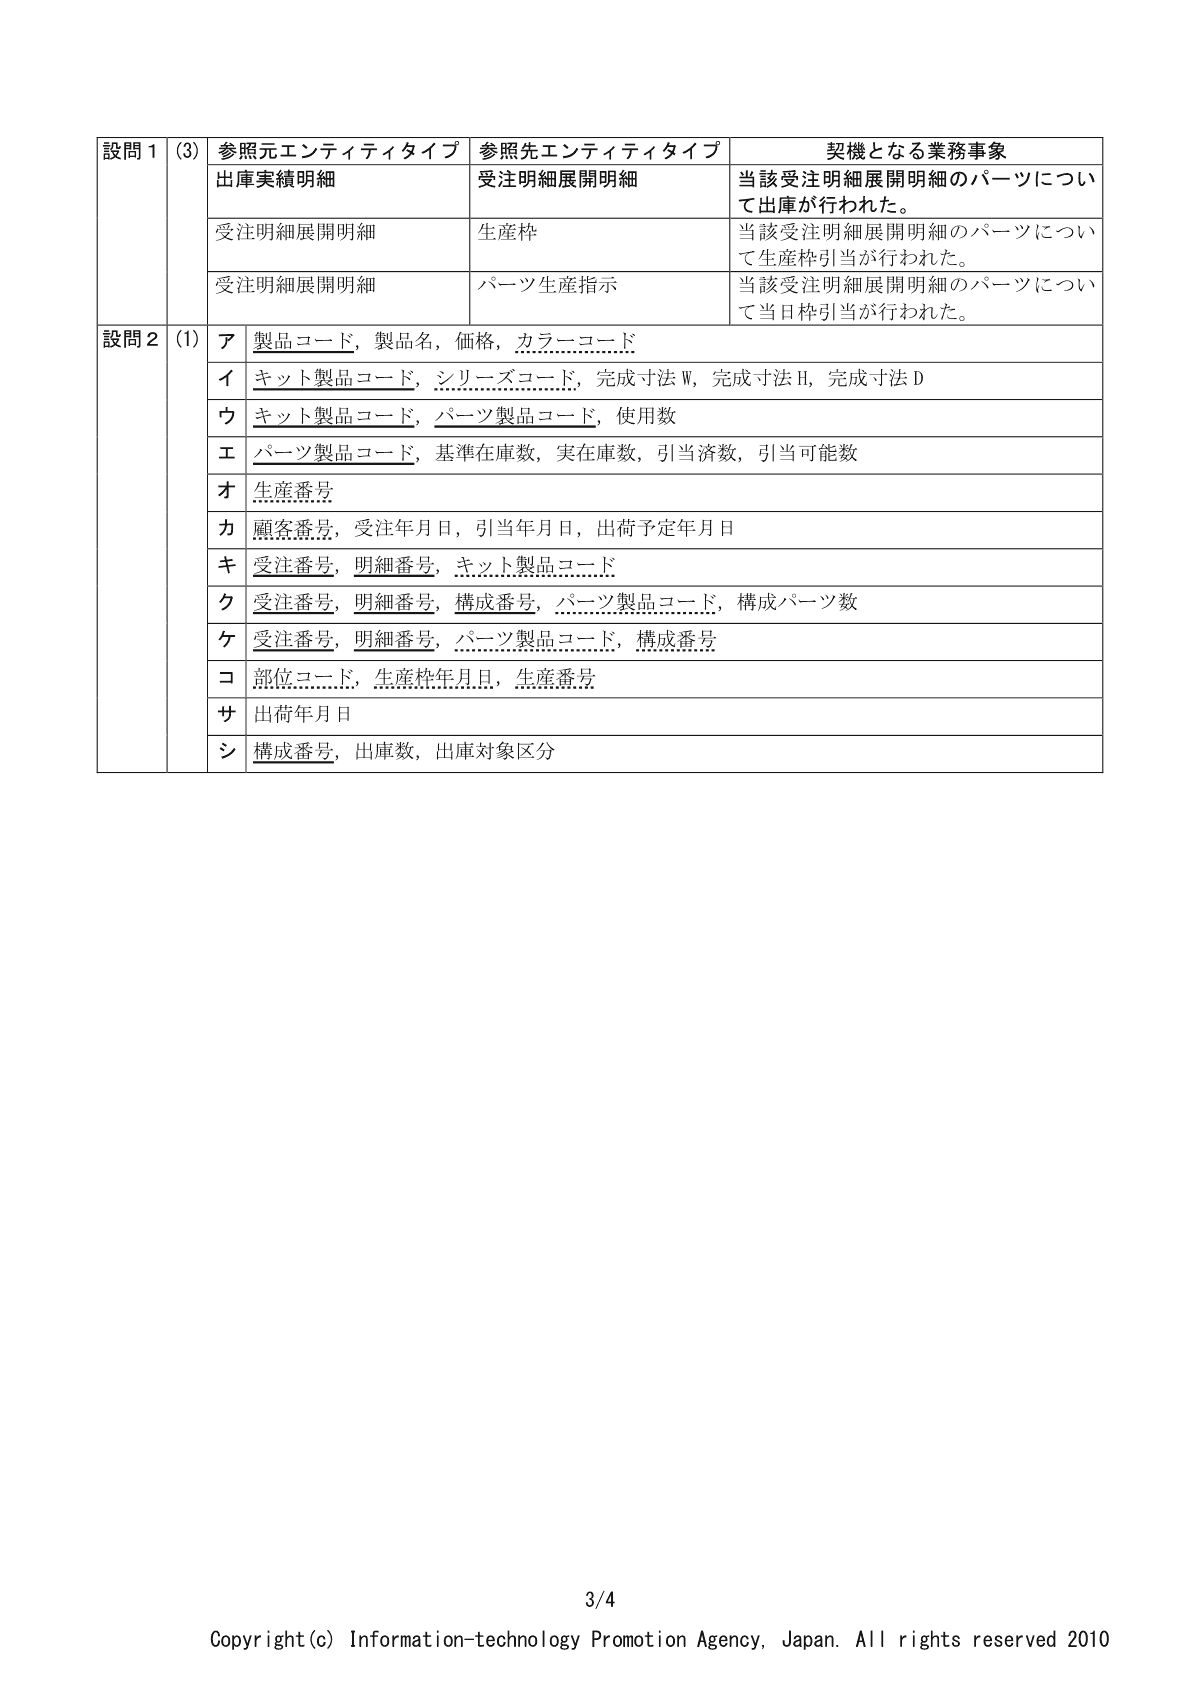 設問1 (3) 参照元エンティティタイプ 参照先エンティティタイプ 契機となる業務事象
出庫実績明細 受注明細展開明細 当該受注明細展開明細のパーツについ
て出庫が行われた。
受注明細展開明細 生産枠 当該受注明細展開明細のパーツについ
て生産枠引当が行われた。
受注明細展開明細 パーツ生産指示 当該受注明細展開明細のパーツについ
て当日枠引当が行われた。
設問2 (1) ア 製品コード, 製品名, 価格, カラーコード
イ キット製品コード, シリーズコード, 完成寸法W, 完成寸法H, 完成寸法D
ウ キット製品コード, パーツ製品コード, 使用数
エ パーツ製品コード, 基準在庫数, 実在庫数, 引当済数, 引当可能数
オ 生産番号
カ 顧客番号, 受注年月日, 引当年月日, 出荷予定年月日
キ 受注番号, 明細番号, キット製品コード
ク 受注番号, 明細番号, 構成番号, パーツ製品コード, 構成パーツ数
ケ 受注番号, 明細番号, パーツ製品コード, 構成番号
コ 部位コード, 生産枠年月日, 生産番号
サ 出荷年月日
シ 構成番号, 出庫数, 出庫対象区分
3/4
Copyright(c) Information-technology Promotion Agency, Japan. All rights reserved 2010